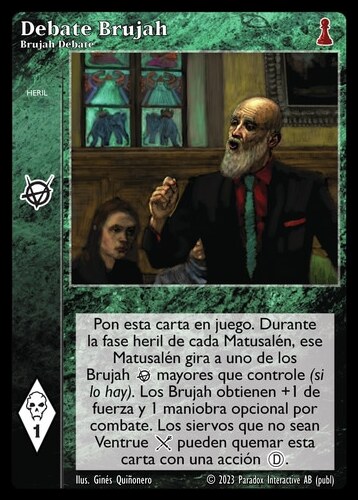 Debate Brujah
Brujah Debate
HERIL
Pon esta carta en juego. Durante
la fase heril de cada Matusalén, ese
Matusalén gira a uno de los
Brujah mayores que controle (si
lo hay). Los Brujah obtienen +1 de
fuerza y 1 maniobra opcional por
combate. Los siervos que no sean
Ventrue pueden quemar esta
carta con una acción D.
1
Ilus. Ginés Quiñonero
© 2023 Paradox Interactive AB (publ)